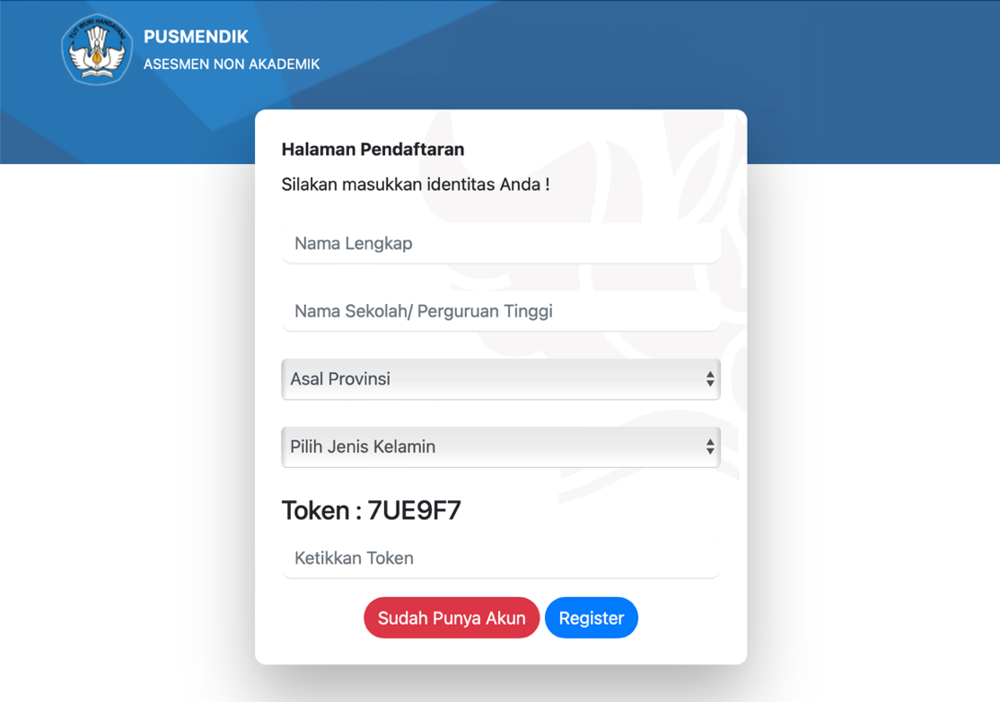 TUT WURI HANDAYANI
PUSMENDIK
ASESMEN NON AKADEMIK
Halaman Pendaftaran
Silakan masukkan identitas Anda !
Nama Lengkap
Nama Sekolah/ Perguruan Tinggi
Asal Provinsi
Pilih Jenis Kelamin
Token : 7UE9F7
Ketikkan Token
Sudah Punya Akun
Register